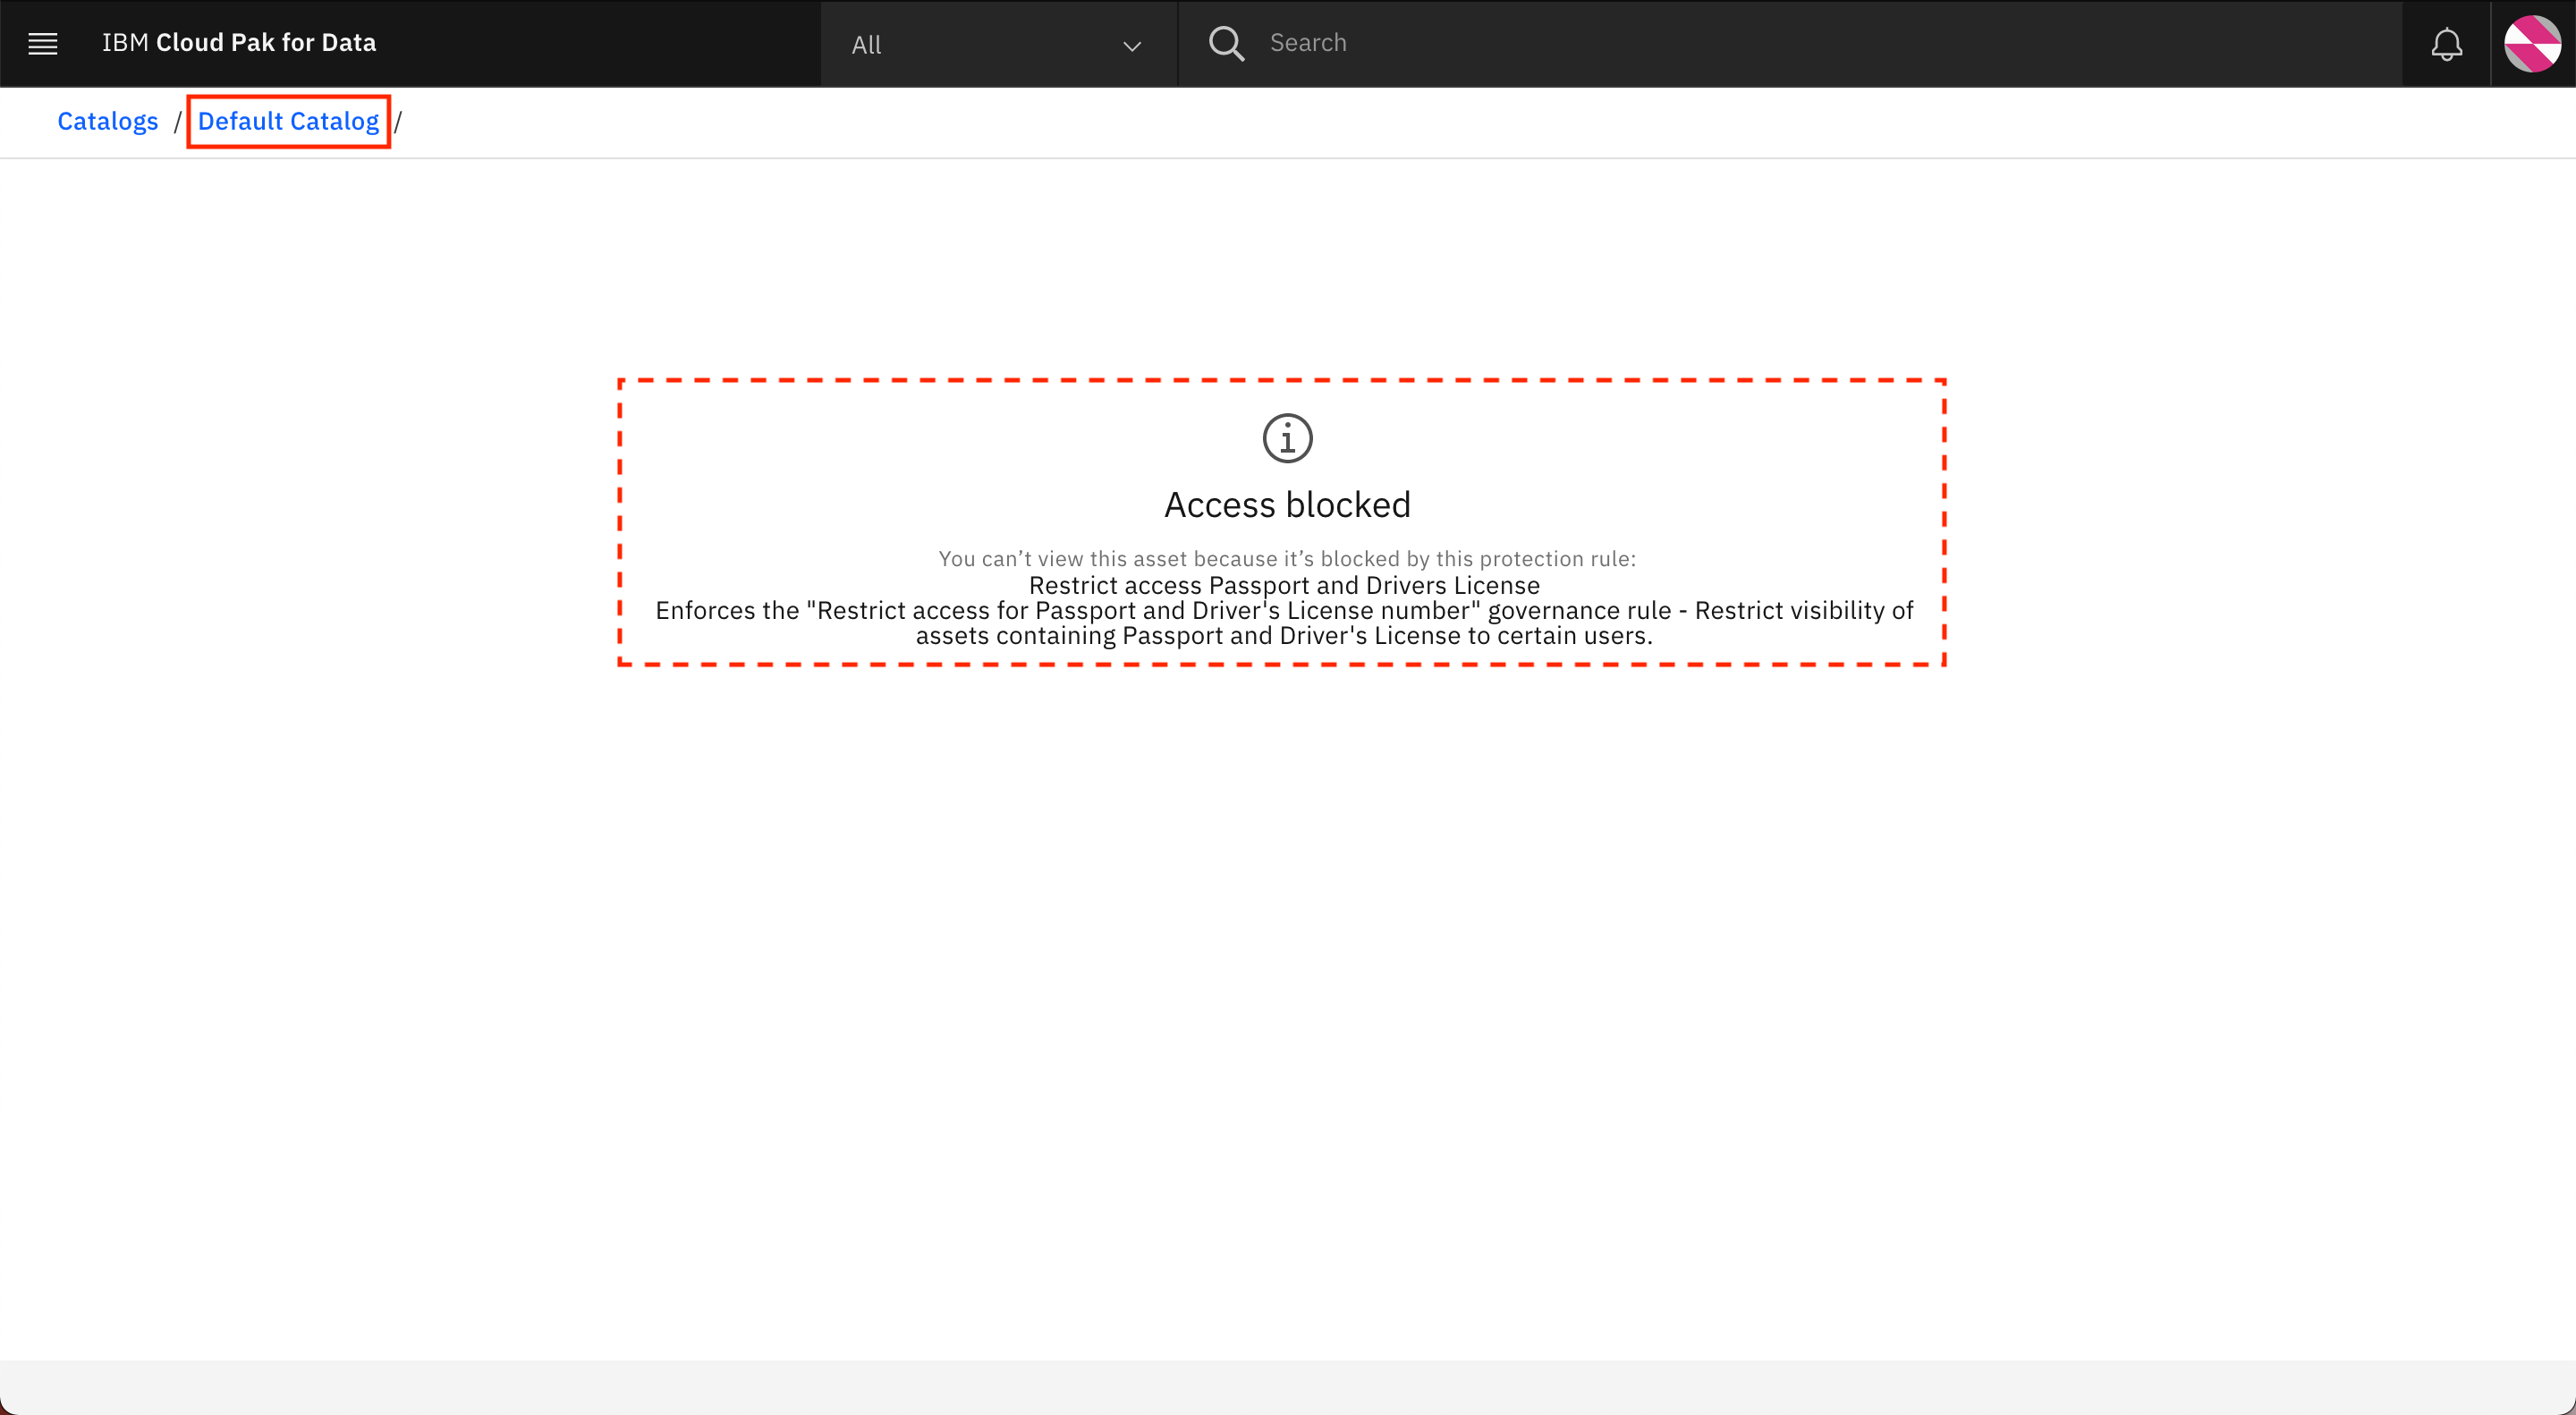 IBM Cloud Pak for Data
All
Search
Catalogs / Default Catalog /
Access blocked
You can’t view this asset because it’s blocked by this protection rule:
Restrict access Passport and Drivers License
Enforces the "Restrict access for Passport and Driver's License number" governance rule - Restrict visibility of
assets containing Passport and Driver's License to certain users.